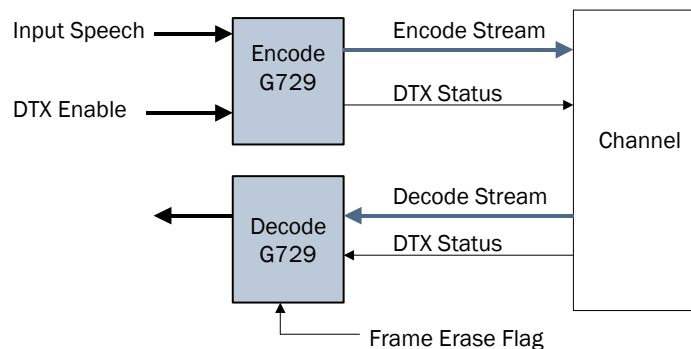 Input Speech
Encode Stream
Encode
G729
DTX Enable
DTX Status
Channel
Decode Stream
Decode
G729
DTX Status
Frame Erase Flag